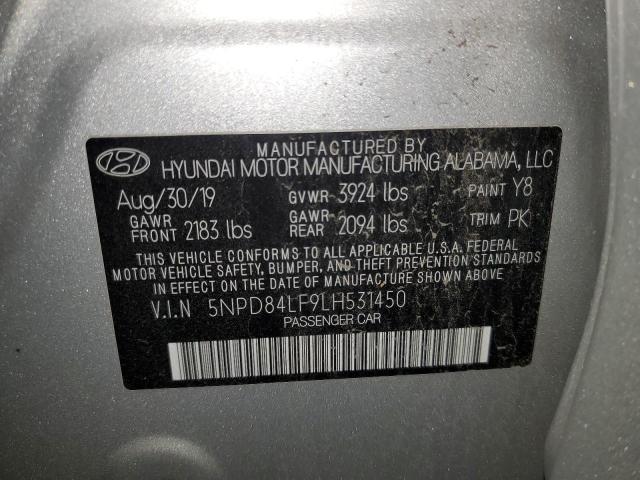 MANUFACTURED BY
HYUNDAI MOTOR MANUFACTURING ALABAMA, LLC
Aug/30/19 GVWR 3924 lbs PAINT Y8
GAWR FRONT 2183 lbs GAWR REAR 2094 lbs TRIM PK
THIS VEHICLE CONFORMS TO ALL APPLICABLE U.S.A. FEDERAL
MOTOR VEHICLE SAFETY, BUMPER, AND THEFT PREVENTION STANDARDS
IN EFFECT ON THE DATE OF MANUFACTURE SHOWN ABOVE.
V.I.N 5NPD84LF9LH531450
PASSENGER CAR